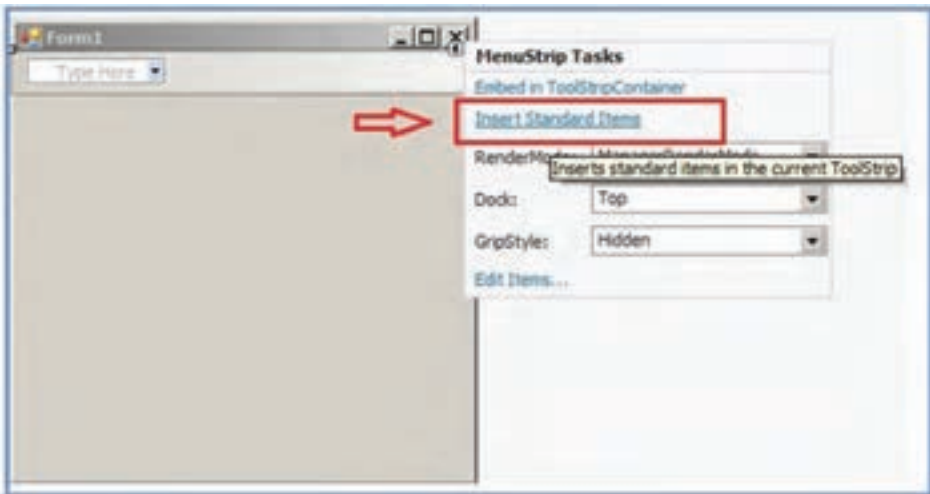 Form1
Type Here
MenuStrip Tasks
Embed in ToolStripContainer
Insert Standard Items
RenderMode: ManagerRenderMode
Inserts standard items in the current ToolStrip
Dock: Top
GripStyle: Hidden
Edit Items...